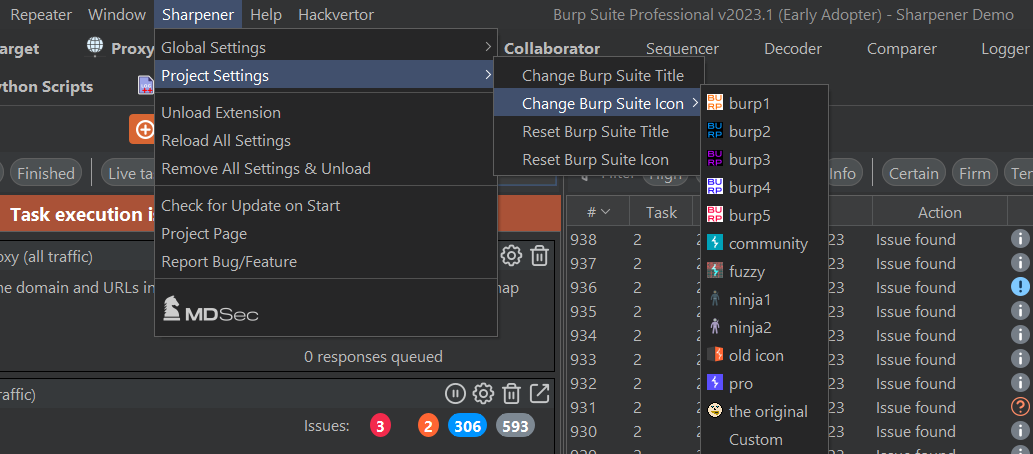 Repeater Window Sharpener Help Hackvertor Burp Suite Professional v2023.1 (Early Adopter) - Sharpener Demo
arget Proxy Collaborator Sequencer Decoder Comparer Logger
ython Scripts
Global Settings
Project Settings
Unload Extension
Reload All Settings
Remove All Settings & Unload
Check for Update on Start
Project Page
Report Bug/Feature
MDSec
Change Burp Suite Title
Change Burp Suite Icon
Reset Burp Suite Title
Reset Burp Suite Icon
burp1
burp2
burp3
burp4
burp5
community
fuzzy
ninja1
ninja2
old icon
pro
the original
Custom
Finished Live ta
Filter High Info Certain Firm Ten
Task execution is
oxy (all traffic)
he domain and URLs in map
0 responses queued
raffic)
Issues: 3 2 306 593
# Task Action
938 2 2 23 Issue found
937 2 2 23 Issue found
936 2 2 23 Issue found
935 2 2 23 Issue found
934 2 2 23 Issue found
933 2 2 23 Issue found
932 2 2 23 Issue found
931 2 2 23 Issue found
930 2 2 23 Issue found